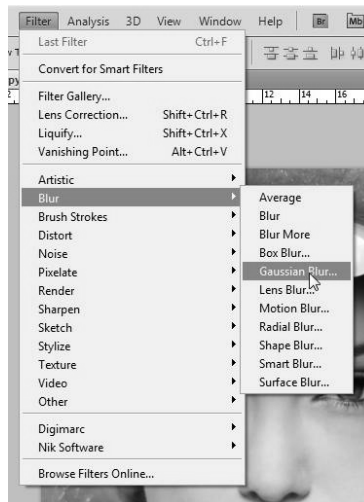 Filter Analysis 3D View Window Help Br Mb
Last Filter Ctrl+F
Convert for Smart Filters
Filter Gallery...
Lens Correction... Shift+Ctrl+R
Liquify... Shift+Ctrl+X
Vanishing Point... Alt+Ctrl+V
12 14 16
Artistic
Blur
Brush Strokes
Distort
Noise
Pixelate
Render
Sharpen
Sketch
Stylize
Texture
Video
Other
Digimarc
Nik Software
Browse Filters Online...
Average
Blur
Blur More
Box Blur...
Gaussian Blur...
Lens Blur...
Motion Blur...
Radial Blur...
Shape Blur...
Smart Blur...
Surface Blur...